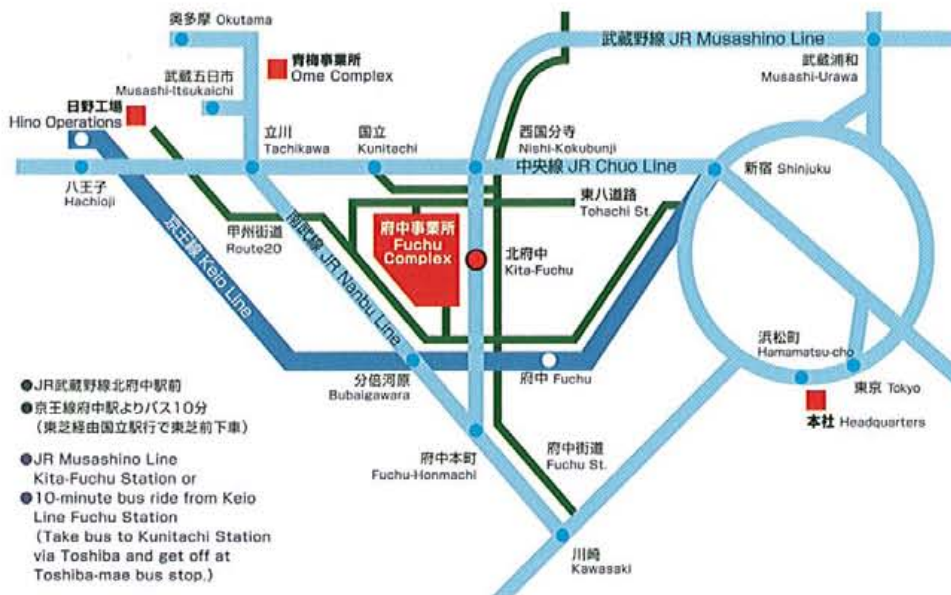 奥多摩 Okutama
武蔵野線 JR Musashino Line
青梅事業所
Ome Complex
武蔵五日市
Musashi-Itsukaichi
武蔵浦和
Musashi-Urawa
日野工場
Hino Operations
立川
Tachikawa
国立
Kunitachi
西国分寺
Nishi-Kokubunji
中央線 JR Chuo Line
新宿 Shinjuku
八王子
Hachioji
東八道路
Tohachi St.
甲州街道
Route20
府中事業所
Fuchu
Complex
北府中
Kita-Fuchu
京王線 Keio Line
南武線 JR Nanbu Line
浜松町
Hamamatsu-cho
分倍河原
Bubaigawara
府中 Fuchu
東京 Tokyo
本社 Headquarters
●JR武蔵野線北府中駅前
●京王線府中駅よりバス10分
（東芝経由国立駅行で東芝前下車）
府中本町
Fuchu-Honmachi
府中街道
Fuchu St.
●JR Musashino Line
Kita-Fuchu Station or
●10-minute bus ride from Keio
Line Fuchu Station
(Take bus to Kunitachi Station
via Toshiba and get off at
Toshiba-mae bus stop.)
川崎
Kawasaki